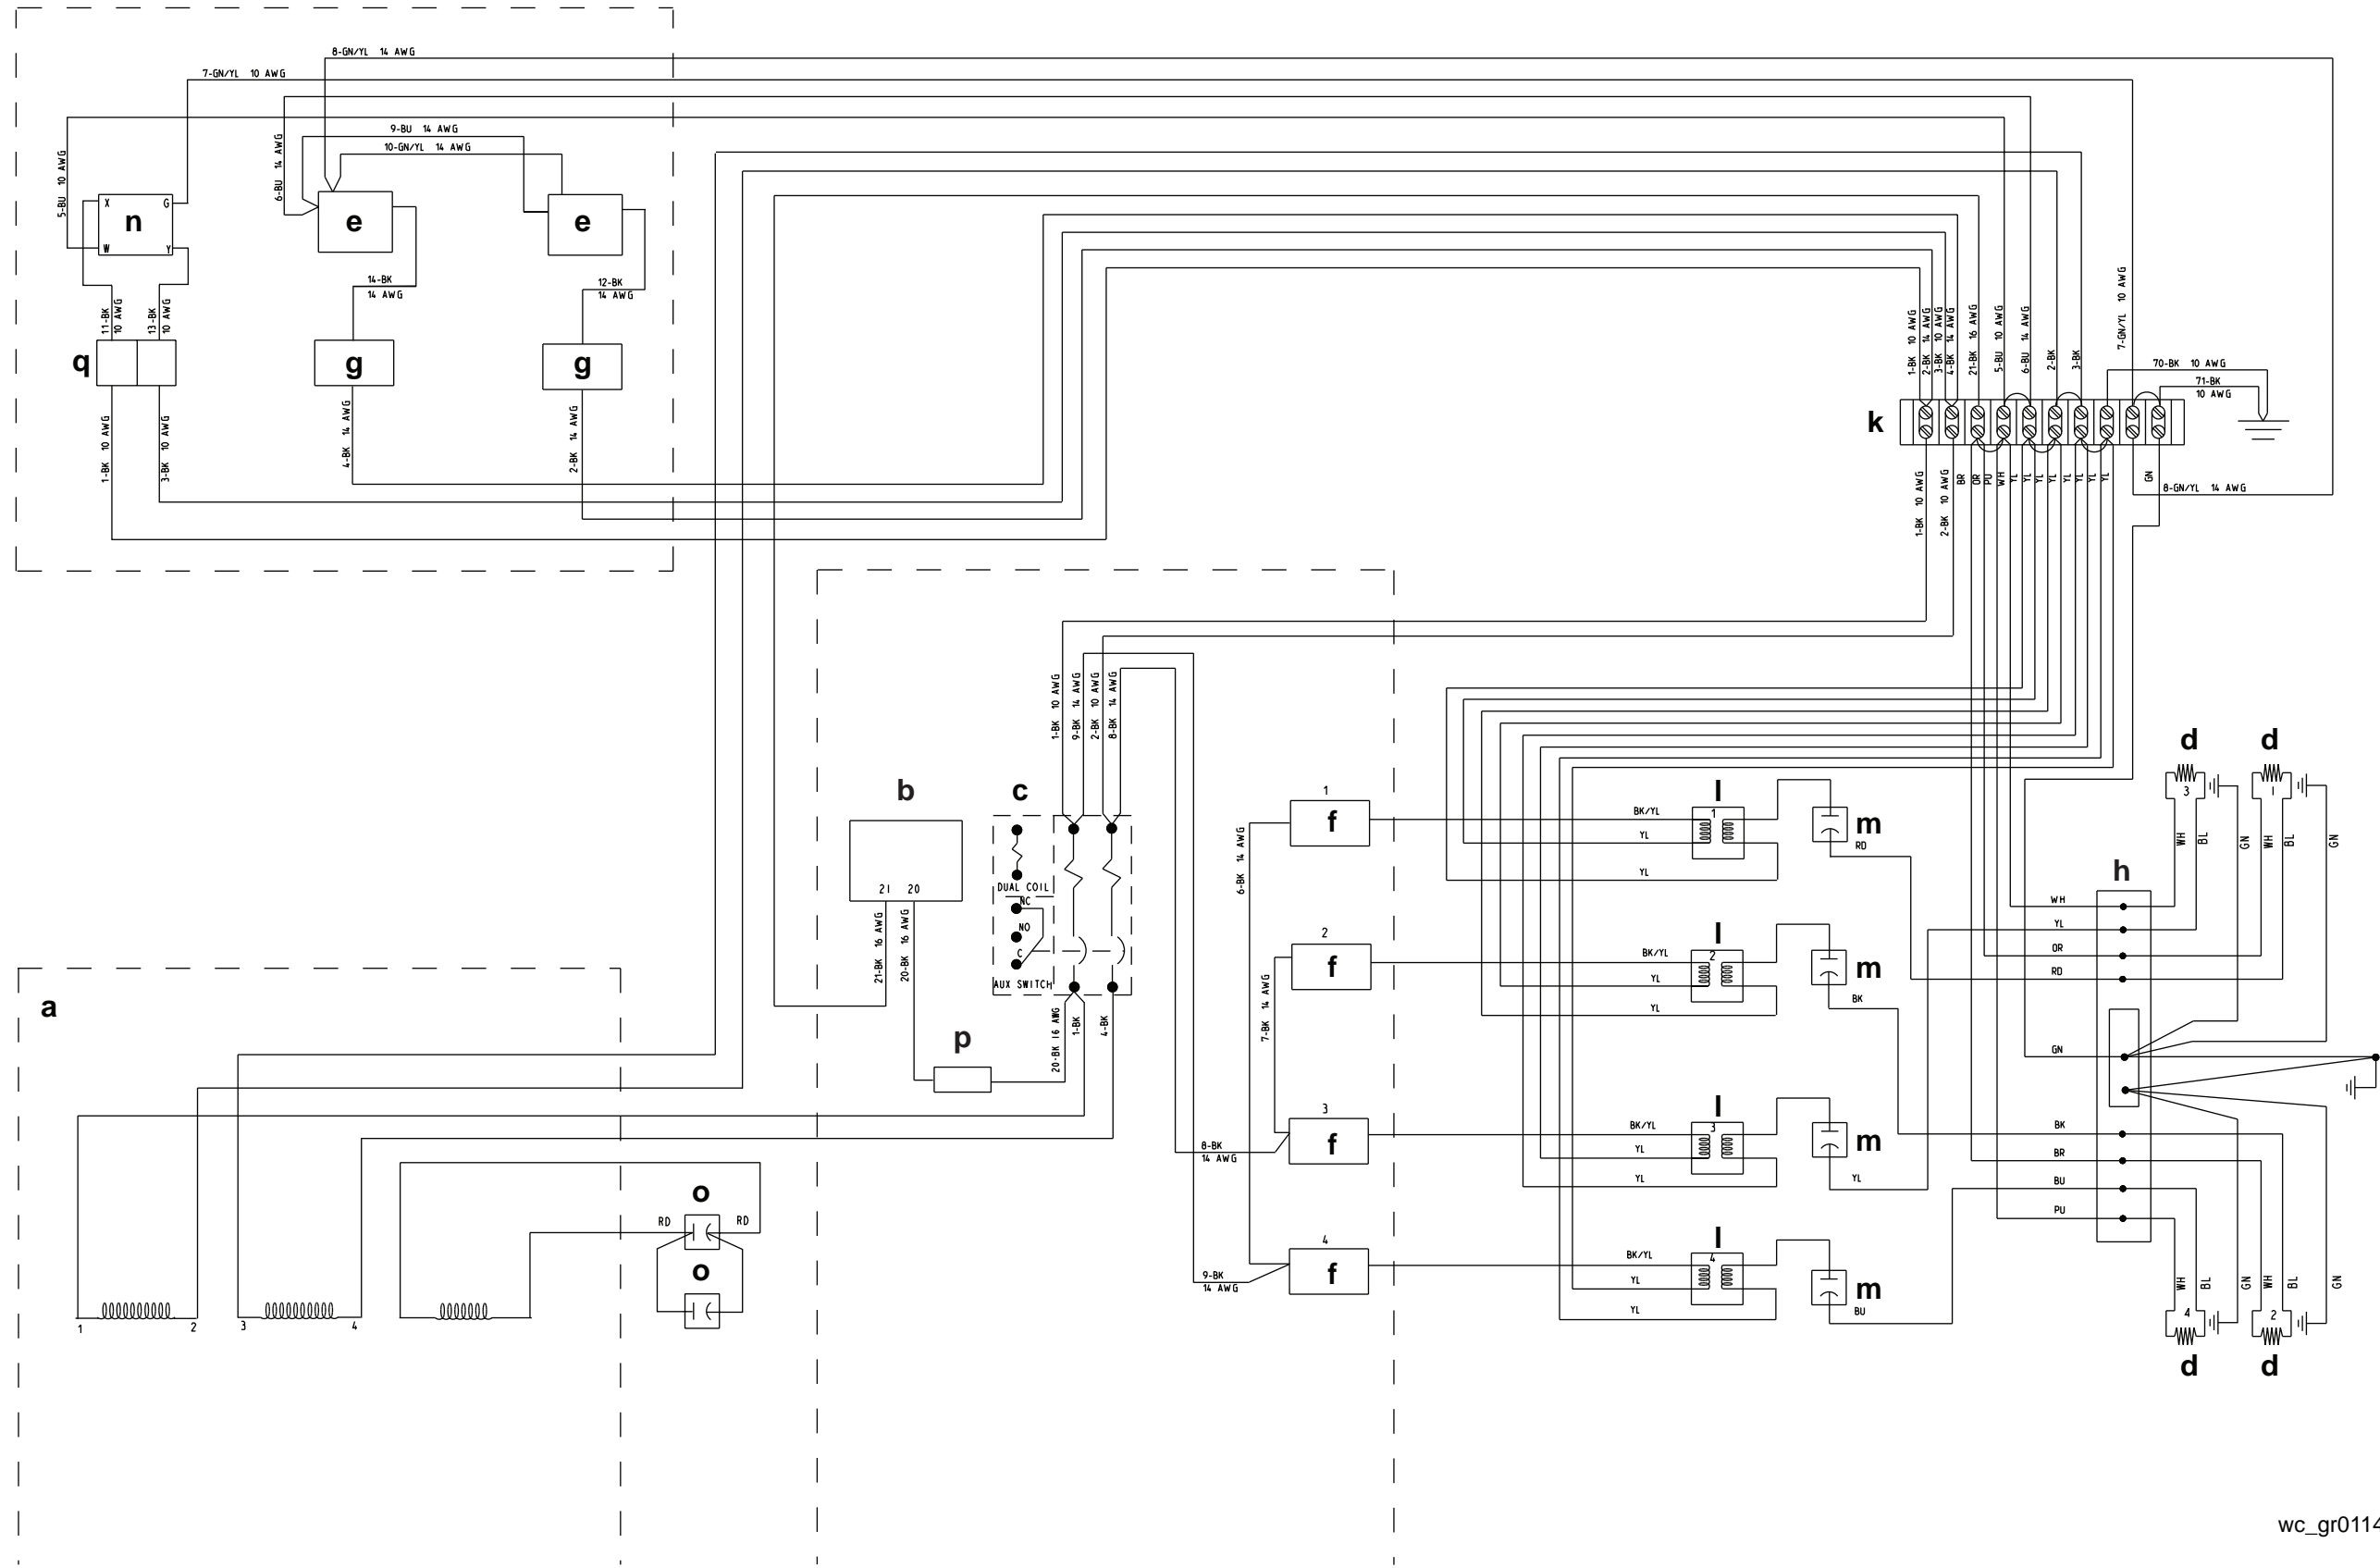 8-GN/YL 14 AWG
7-GN/YL 10 AWG
9-BU 14 AWG
10-GN/YL 14 AWG
5-BU 10 AWG
6-BU 14 AWG
X G
n
W Y
e
e
14-BK
14 AWG
12-BK
14 AWG
11-BK
10 AWG
13-BK
10 AWG
q
g
g
1-BK 10 AWG
3-BK 10 AWG
4-BK 14 AWG
2-BK 14 AWG
1-BK 10 AWG
2-BK 14 AWG
3-BK 10 AWG
4-BK 14 AWG
21-BK 16 AWG
5-BU 10 AWG
6-BU 14 AWG
2-BK
3-BK
7-GN/YL 10 AWG
70-BK 10 AWG
71-BK
10 AWG
k
1-BK 10 AWG
2-BK 10 AWG
BR
OR
PU
WH
YL
YL
YL
YL
YL
YL
YL
YL
GN
8-GN/YL 14 AWG
1-BK 10 AWG
9-BK 14 AWG
2-BK 10 AWG
8-BK 14 AWG
b
21 20
21-BK 16 AWG
20-BK 16 AWG
c
DUAL COIL
NC
NO
C
AUX SWITCH
20-BK 16 AWG
1-BK
4-BK
p
6-BK 14 AWG
7-BK 14 AWG
8-BK
14 AWG
9-BK
14 AWG
1
f
2
f
3
f
4
f
BK/YL
YL
YL
l
1
m
RD
BK/YL
YL
YL
l
2
m
BK
BK/YL
YL
YL
l
3
m
YL
BK/YL
YL
YL
l
4
m
BU
d
d
3
1
WH
BL
GN
WH
BL
GN
h
WH
YL
OR
RD
GN
BK
BR
BU
PU
WH
BL
GN
WH
BL
GN
4
2
d
d
a
1
2
3
4
RD
o
RD
o
wc_gr0114